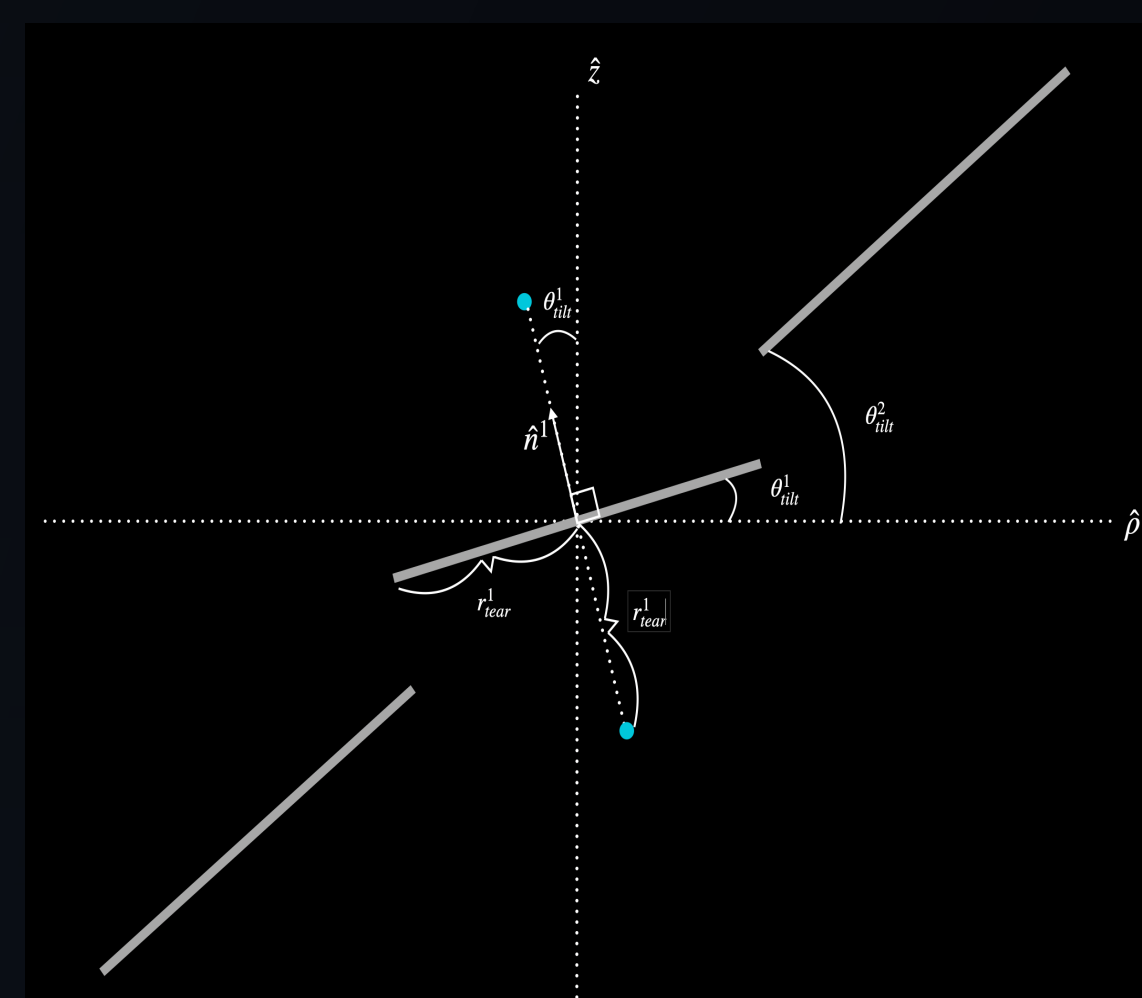 ẑ
θ¹tilt
n̂¹
θ²tilt
θ¹tilt
ρ̂
r¹tear
r¹tear